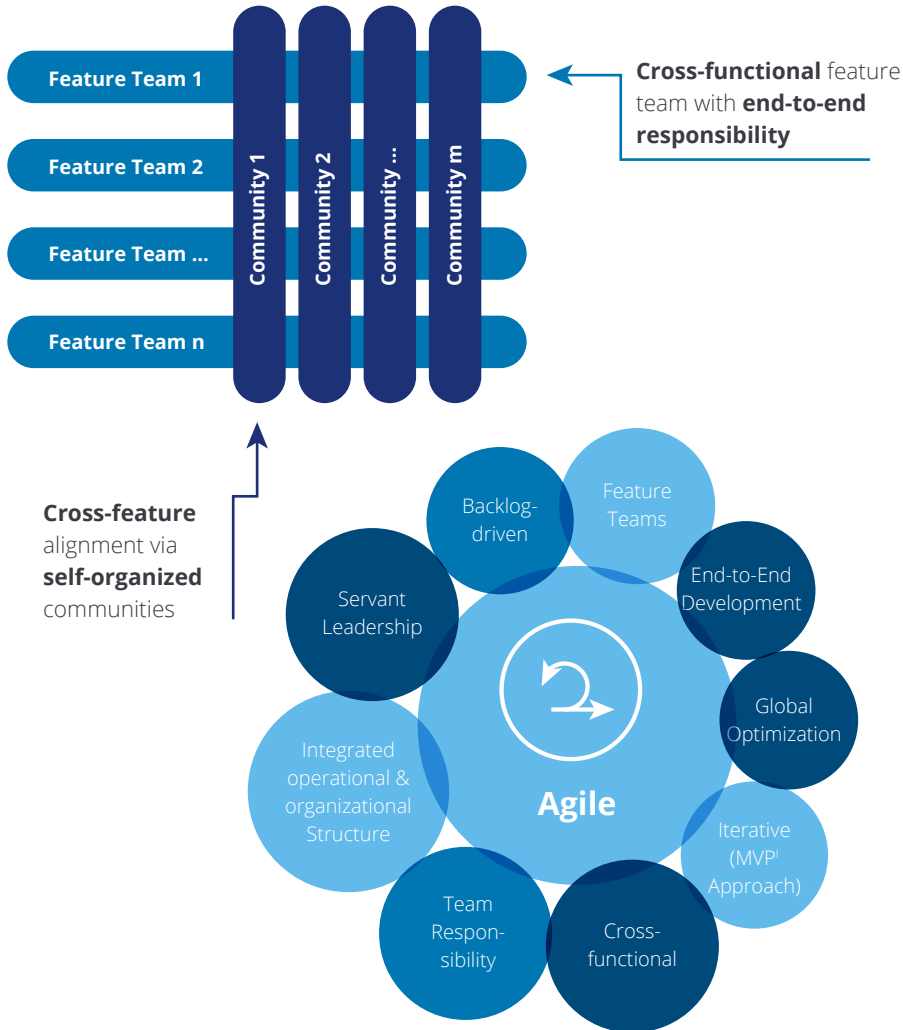 Feature Team 1
Feature Team 2
Feature Team ...
Feature Team n
Community 1
Community 2
Community ...
Community m
Cross-functional feature
team with end-to-end
responsibility
Cross-feature
alignment via
self-organized
communities
Backlog-
driven
Feature
Teams
End-to-End
Development
Servant
Leadership
Global
Optimization
Integrated
operational &
organizational
Structure
Agile
Iterative
(MVPᴵ
Approach)
Team
Respon-
sibility
Cross-
functional